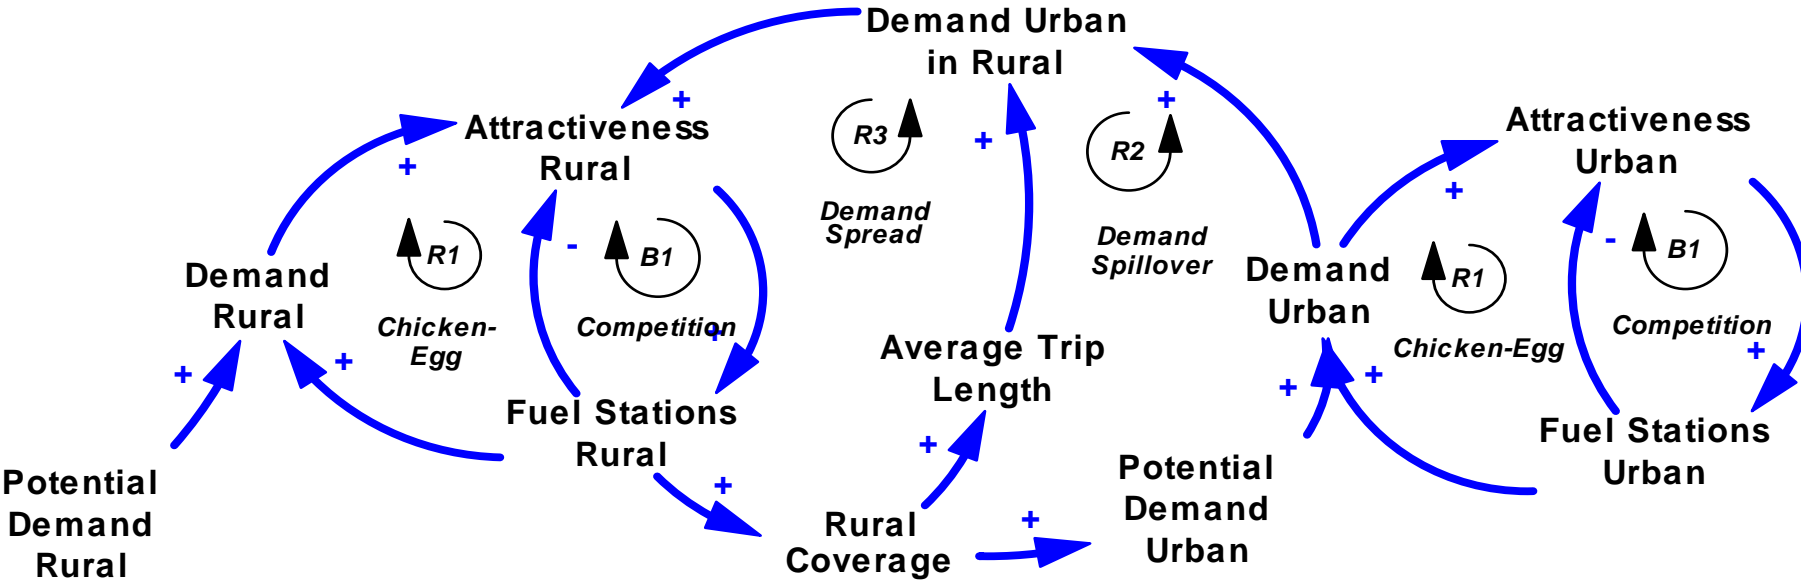 Demand Urban
in Rural
+
+
Attractiveness
Rural
+
Attractiveness
Urban
R3
R2
+
+
+
Demand
Spread
Demand
Spillover
R1
-
B1
-
B1
R1
Demand
Rural
Demand
Urban
Chicken-
Egg
Competition
+
Competition
+
Chicken-Egg
Average Trip
Length
+
+
+
+
Fuel Stations
Rural
Fuel Stations
Urban
+
+
Potential
Demand
Rural
Rural
Coverage
+
Potential
Demand
Urban